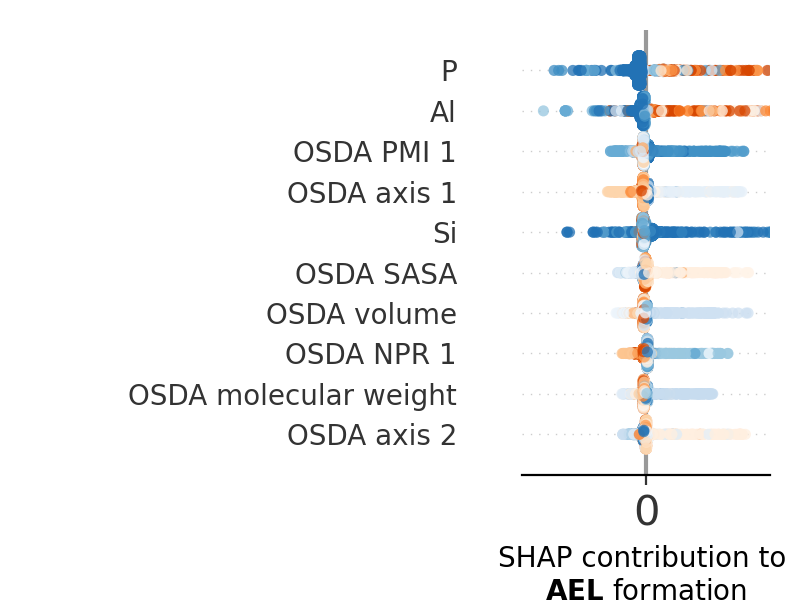 P
Al
OSDA PMI 1
OSDA axis 1
Si
OSDA SASA
OSDA volume
OSDA NPR 1
OSDA molecular weight
OSDA axis 2
0
SHAP contribution to
AEL formation